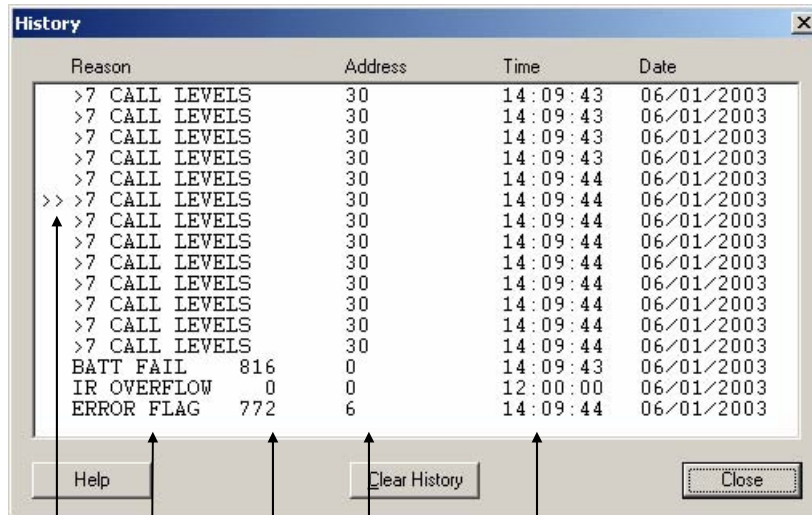 History
Reason Address Time Date
>7 CALL LEVELS 30 14:09:43 06/01/2003
>7 CALL LEVELS 30 14:09:43 06/01/2003
>7 CALL LEVELS 30 14:09:43 06/01/2003
>7 CALL LEVELS 30 14:09:43 06/01/2003
>7 CALL LEVELS 30 14:09:44 06/01/2003
>> >7 CALL LEVELS 30 14:09:44 06/01/2003
>7 CALL LEVELS 30 14:09:44 06/01/2003
>7 CALL LEVELS 30 14:09:44 06/01/2003
>7 CALL LEVELS 30 14:09:44 06/01/2003
>7 CALL LEVELS 30 14:09:44 06/01/2003
>7 CALL LEVELS 30 14:09:44 06/01/2003
>7 CALL LEVELS 30 14:09:44 06/01/2003
>7 CALL LEVELS 30 14:09:44 06/01/2003
BATT FAIL 816 0 14:09:43 06/01/2003
IR OVERFLOW 0 0 12:00:00 06/01/2003
ERROR FLAG 772 6 14:09:44 06/01/2003
Help Clear History Close